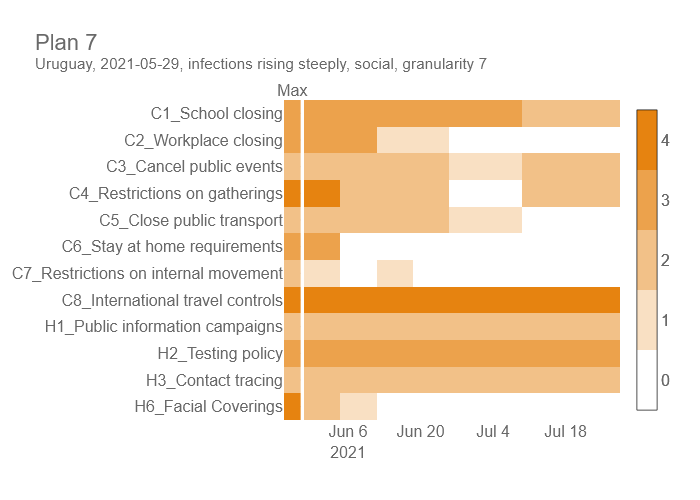 Plan 7
Uruguay, 2021-05-29, infections rising steeply, social, granularity 7
Max
C1_School closing
C2_Workplace closing
C3_Cancel public events
C4_Restrictions on gatherings
C5_Close public transport
C6_Stay at home requirements
C7_Restrictions on internal movement
C8_International travel controls
H1_Public information campaigns
H2_Testing policy
H3_Contact tracing
H6_Facial Coverings
4
3
2
1
0
Jun 6 Jun 20 Jul 4 Jul 18
2021